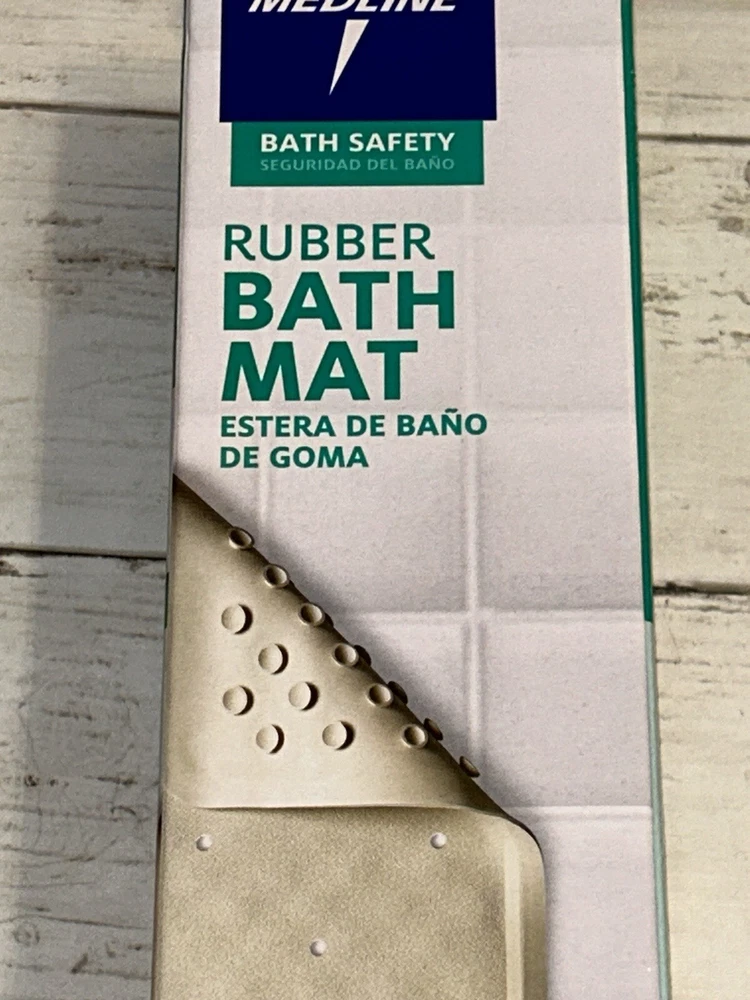 MEDLINE
BATH SAFETY
SEGURIDAD DEL BAÑO
RUBBER
BATH
MAT
ESTERA DE BAÑO
DE GOMA